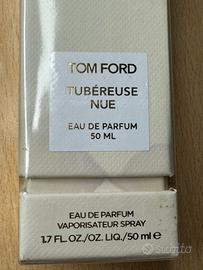 TOM FORD
TUBÉREUSE
NUE
EAU DE PARFUM
50 ML
EAU DE PARFUM
VAPORISATEUR SPRAY
1.7 FL.OZ./OZ. LIQ./50 ml ℮
subito